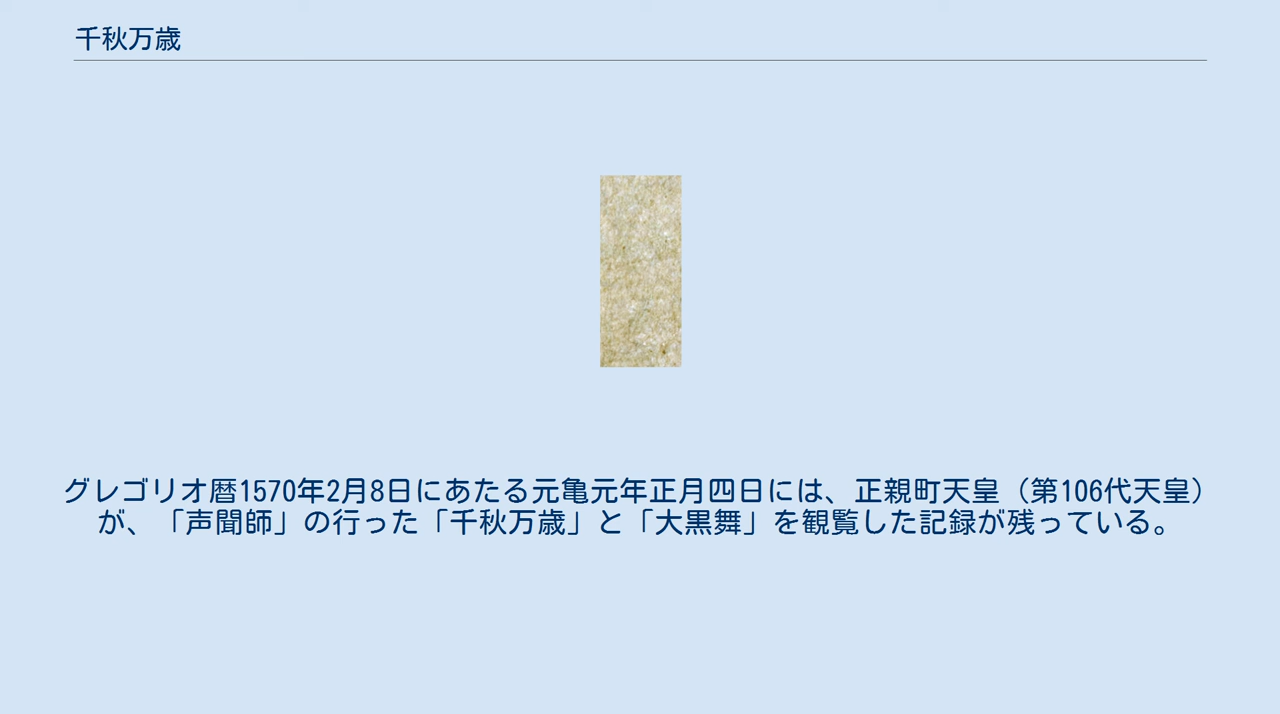 千秋万歳
グレゴリオ暦1570年2月8日にあたる元亀元年正月四日には、正親町天皇（第106代天皇）
が、「声聞師」の行った「千秋万歳」と「大黒舞」を観覧した記録が残っている。